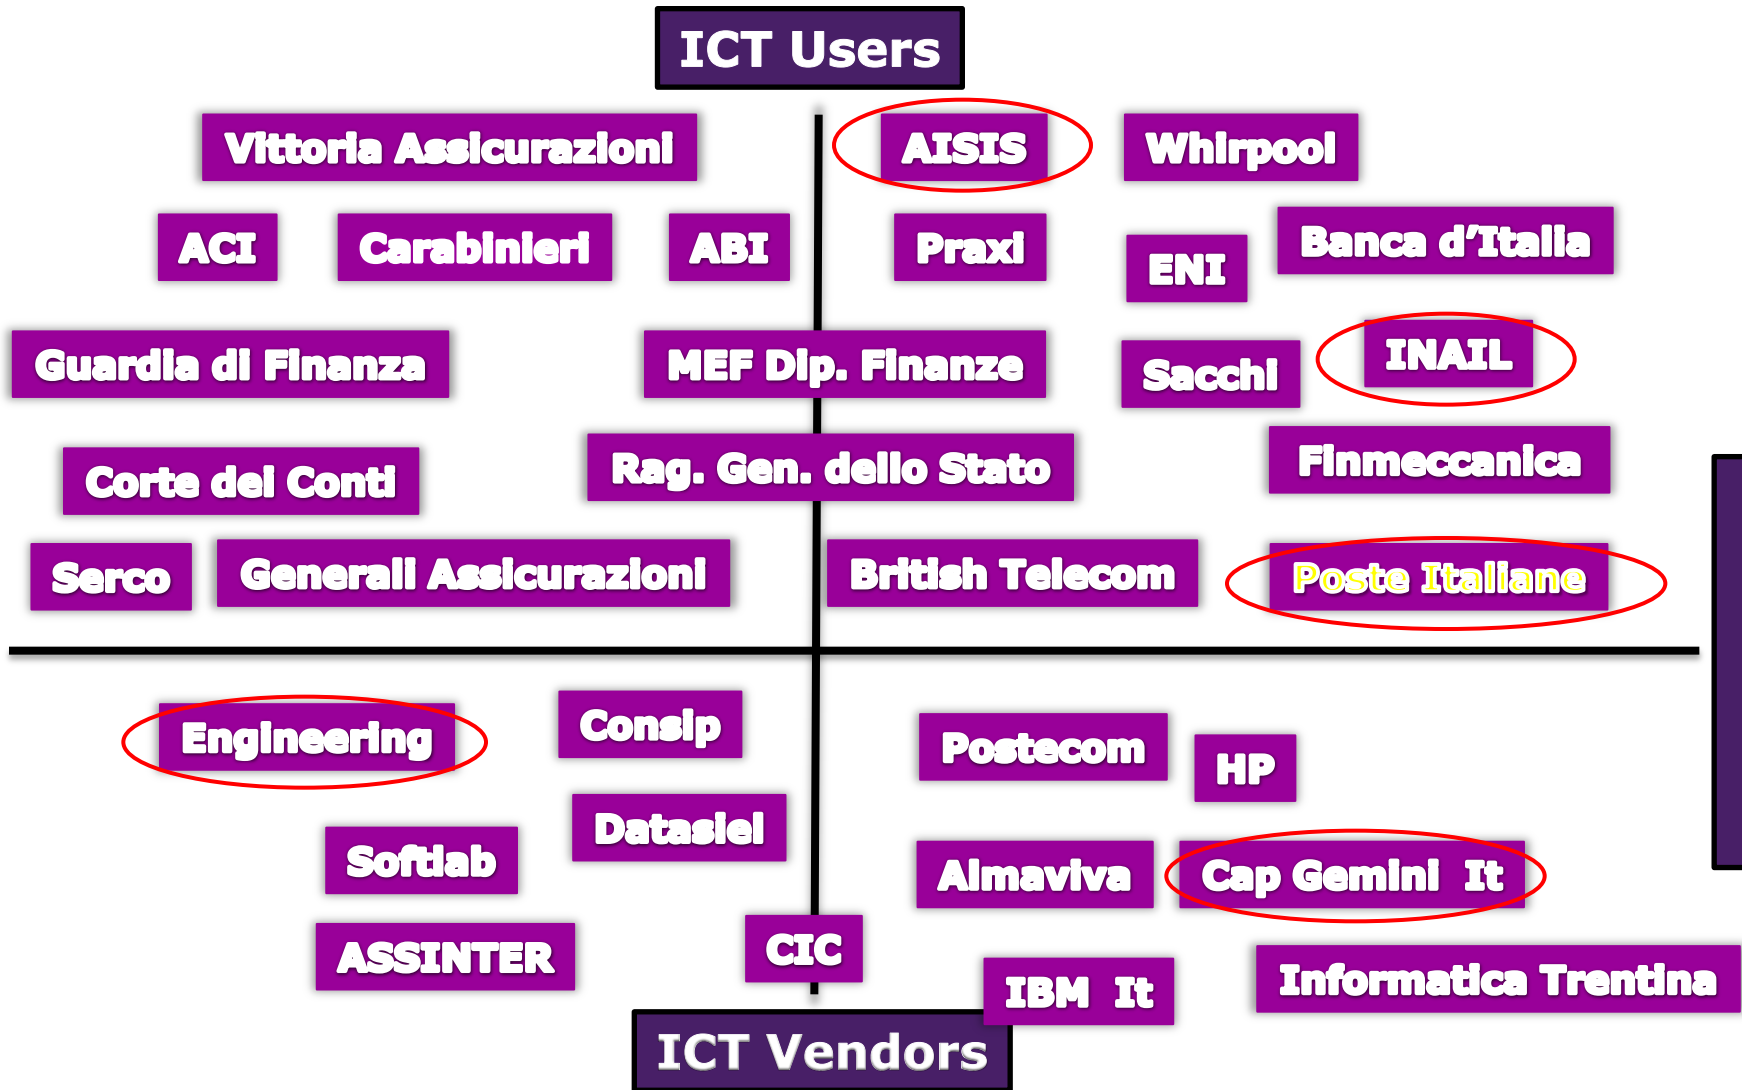 ICT Users
Vittoria Assicurazioni
AISIS
Whirpool
ACI
Carabinieri
ABI
Praxi
ENI
Banca d'Italia
Guardia di Finanza
MEF Dip. Finanze
Sacchi
INAIL
Corte dei Conti
Rag. Gen. dello Stato
Finmeccanica
Serco
Generali Assicurazioni
British Telecom
Poste Italiane
Engineering
Consip
Postecom
HP
Softlab
Datasiel
Almaviva
Cap Gemini It
ASSINTER
CIC
IBM It
Informatica Trentina
ICT Vendors